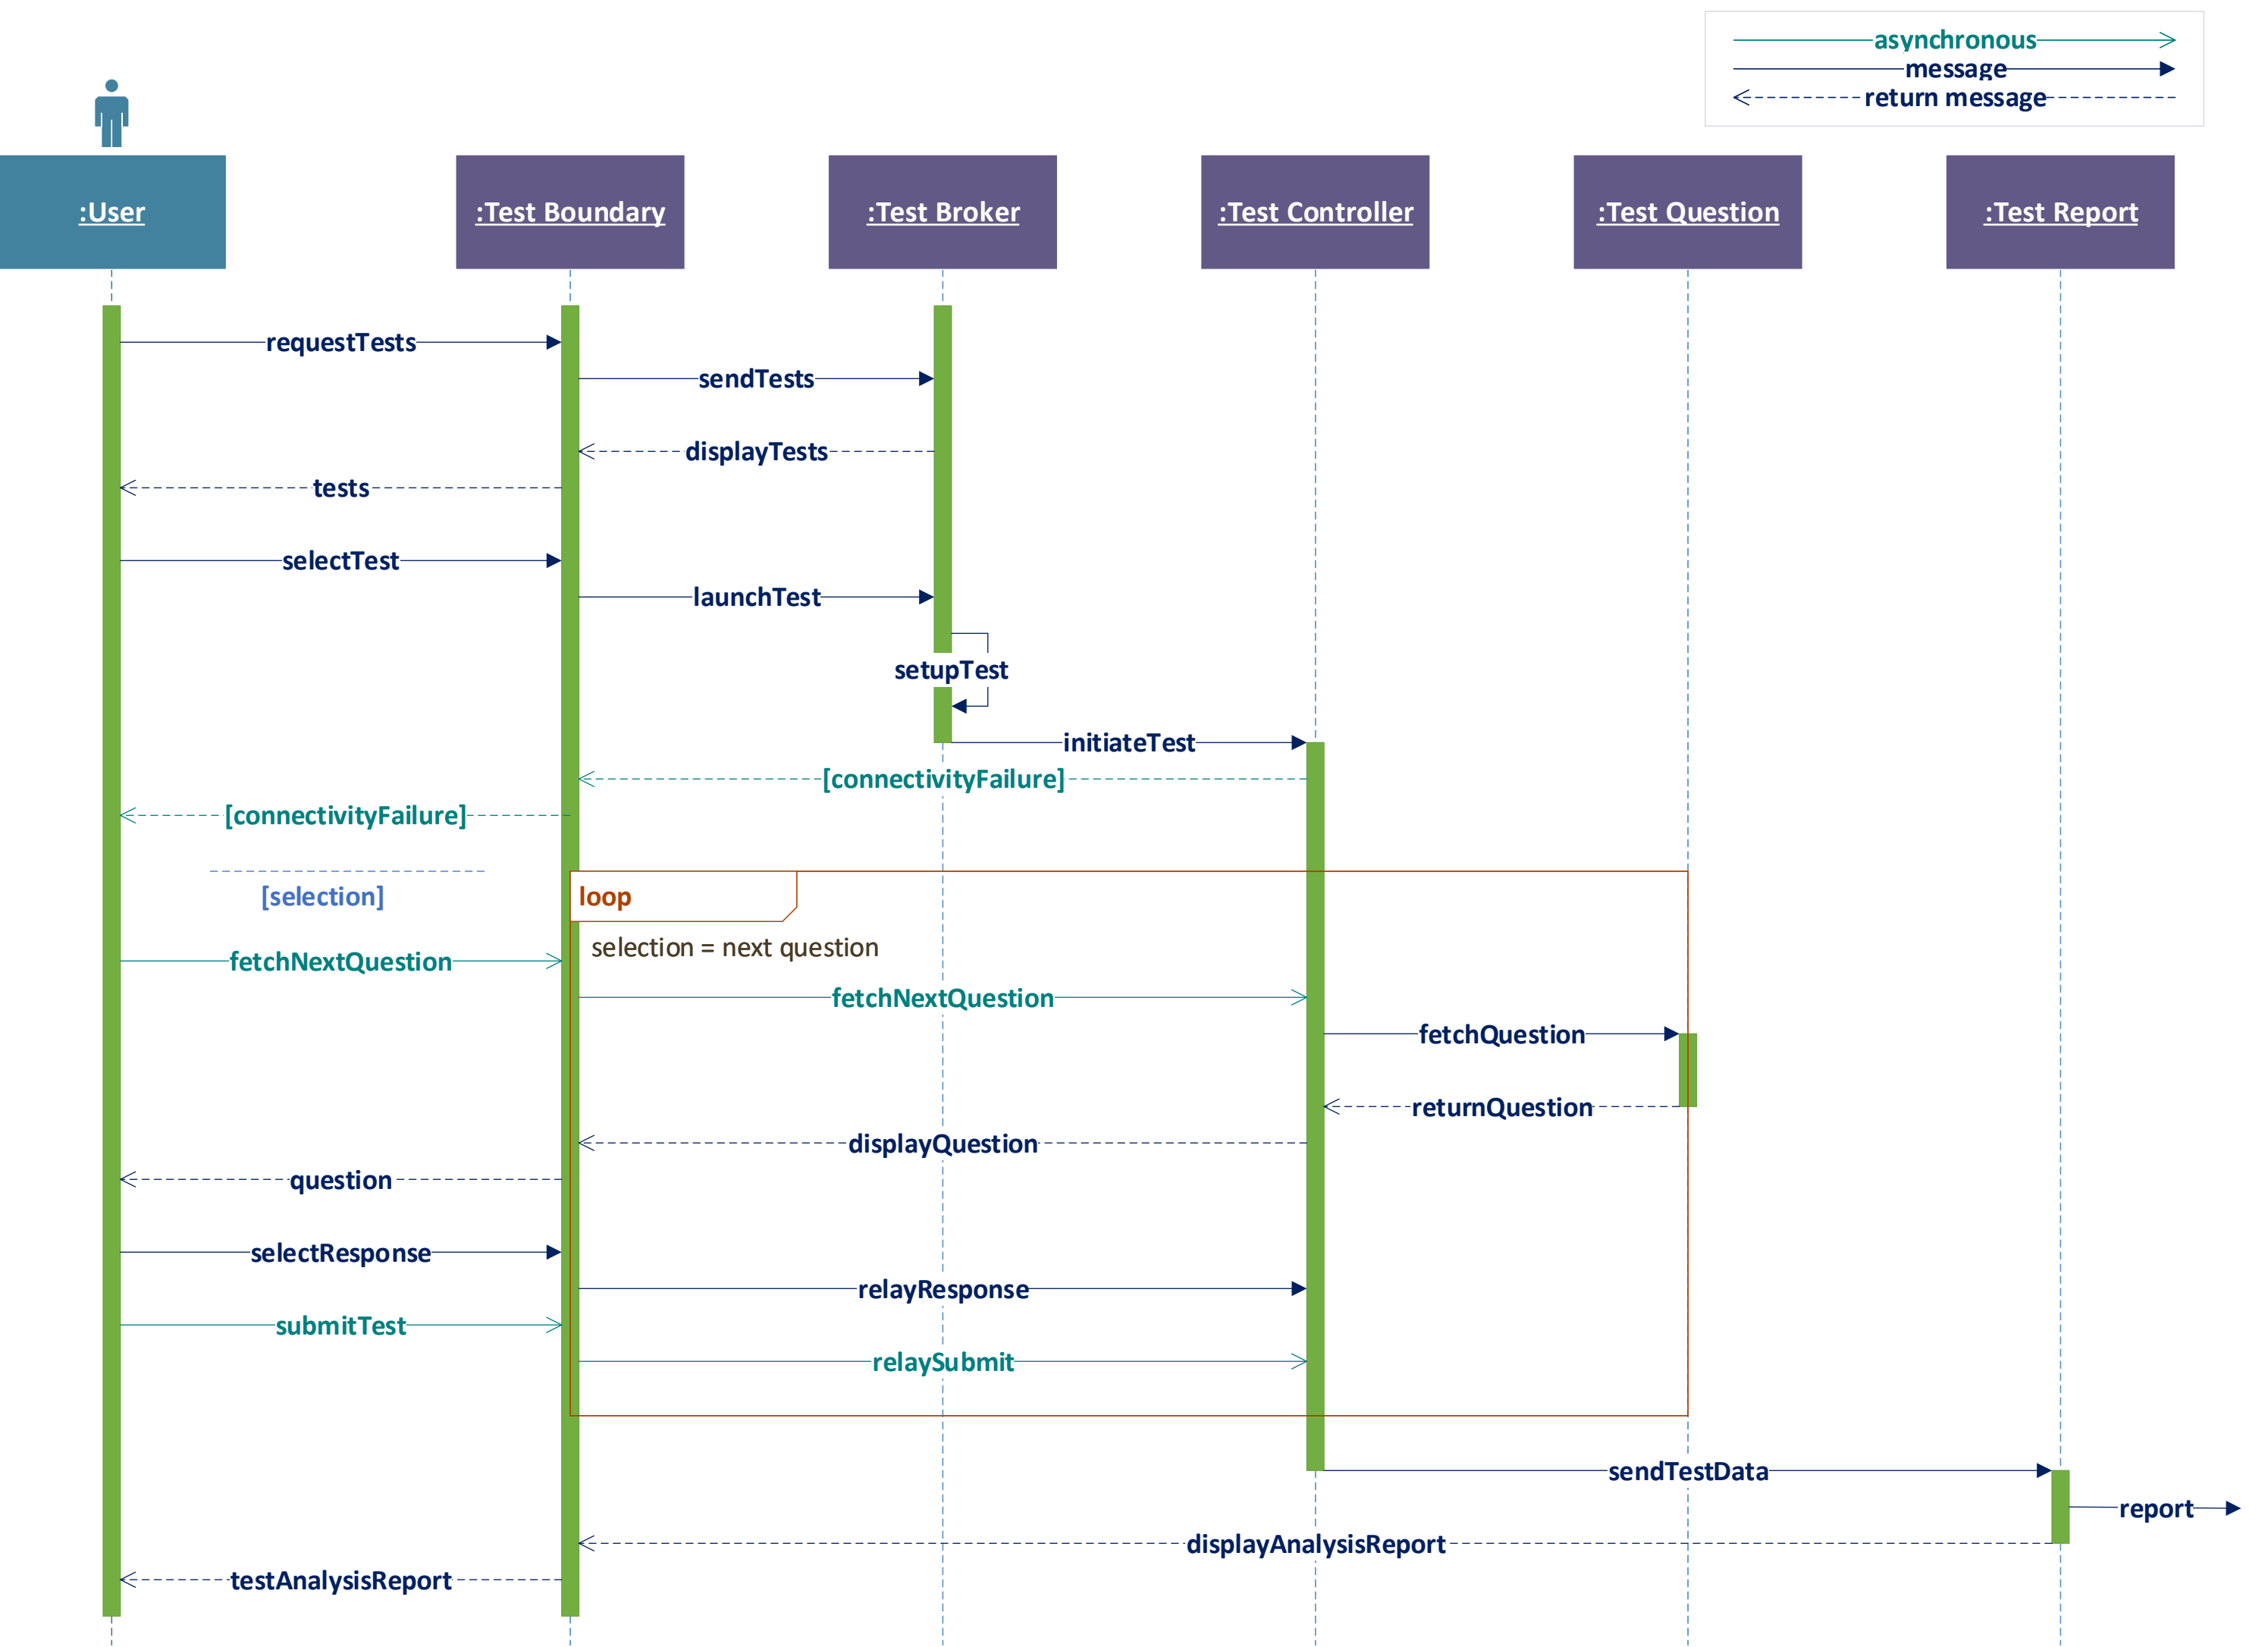 asynchronous
message
return message
:User
:Test Boundary
:Test Broker
:Test Controller
:Test Question
:Test Report
requestTests
sendTests
displayTests
tests
selectTest
launchTest
setupTest
initiateTest
[connectivityFailure]
[connectivityFailure]
[selection]
loop
selection = next question
fetchNextQuestion
fetchNextQuestion
fetchQuestion
returnQuestion
displayQuestion
question
selectResponse
relayResponse
submitTest
relaySubmit
sendTestData
report
displayAnalysisReport
testAnalysisReport